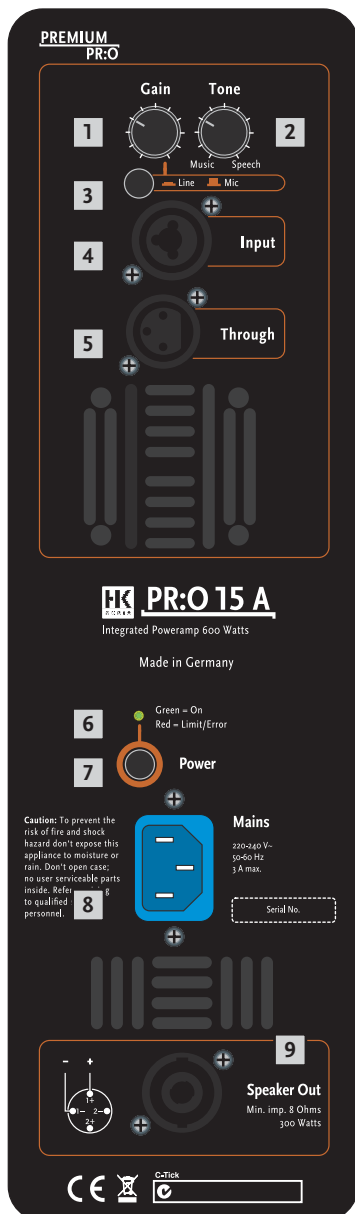 PREMIUM
PR:O
Gain Tone
1
2
Music Speech
3
Line Mic
4
Input
5
Through
HK
PR:O 15 A
Integrated Poweramp 600 Watts
Made in Germany
6
Green = On
Red = Limit/Error
7
Power
Caution: To prevent the
risk of fire and shock
hazard don't expose this
appliance to moisture or
rain. Don't open case;
no user serviceable parts
inside.
to qualified
personnel.
8
Mains
220-240 V~
50-60 Hz
3 A max.
Serial No.
9
- +
1+
1- 2-
2+
Speaker Out
Min. imp. 8 Ohms
300 Watts
CE
C-Tick